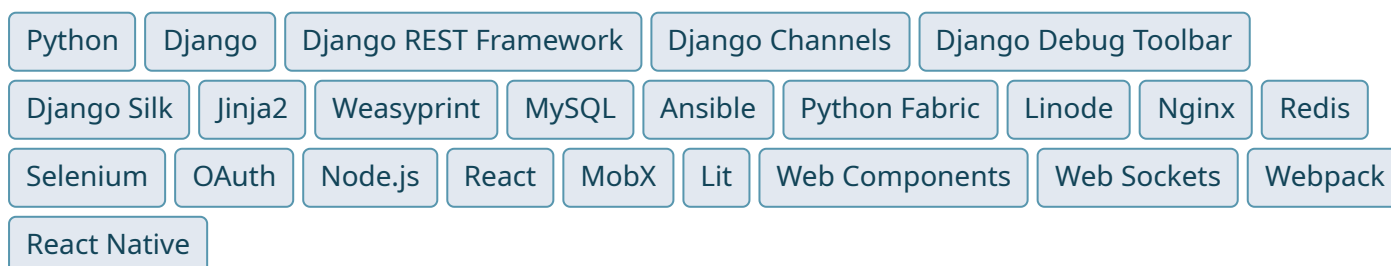 Python Django Django REST Framework Django Channels Django Debug Toolbar
Django Silk Jinja2 Weasyprint MySQL Ansible Python Fabric Linode Nginx Redis
Selenium OAuth Node.js React MobX Lit Web Components Web Sockets Webpack
React Native